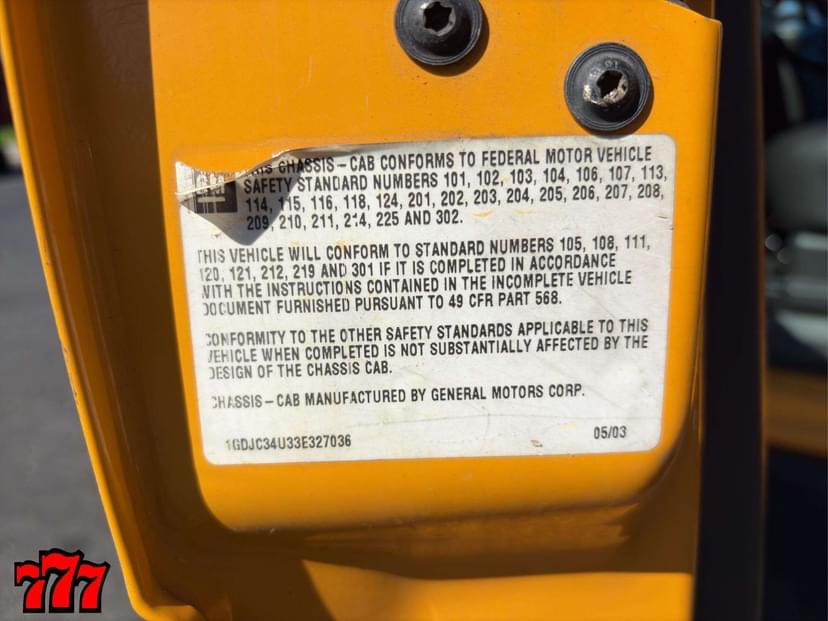 THIS CHASSIS-CAB CONFORMS TO FEDERAL MOTOR VEHICLE
SAFETY STANDARD NUMBERS 101, 102, 103, 104, 106, 107, 113,
114, 115, 116, 118, 124, 201, 202, 203, 204, 205, 206, 207, 208,
209, 210, 211, 214, 225 AND 302.
THIS VEHICLE WILL CONFORM TO STANDARD NUMBERS 105, 108, 111,
120, 121, 212, 219 AND 301 IF IT IS COMPLETED IN ACCORDANCE
WITH THE INSTRUCTIONS CONTAINED IN THE INCOMPLETE VEHICLE
DOCUMENT FURNISHED PURSUANT TO 49 CFR PART 568.
CONFORMITY TO THE OTHER SAFETY STANDARDS APPLICABLE TO THIS
VEHICLE WHEN COMPLETED IS NOT SUBSTANTIALLY AFFECTED BY THE
DESIGN OF THE CHASSIS CAB.
CHASSIS-CAB MANUFACTURED BY GENERAL MOTORS CORP.
1GDJC34U33E327036 05/03
777